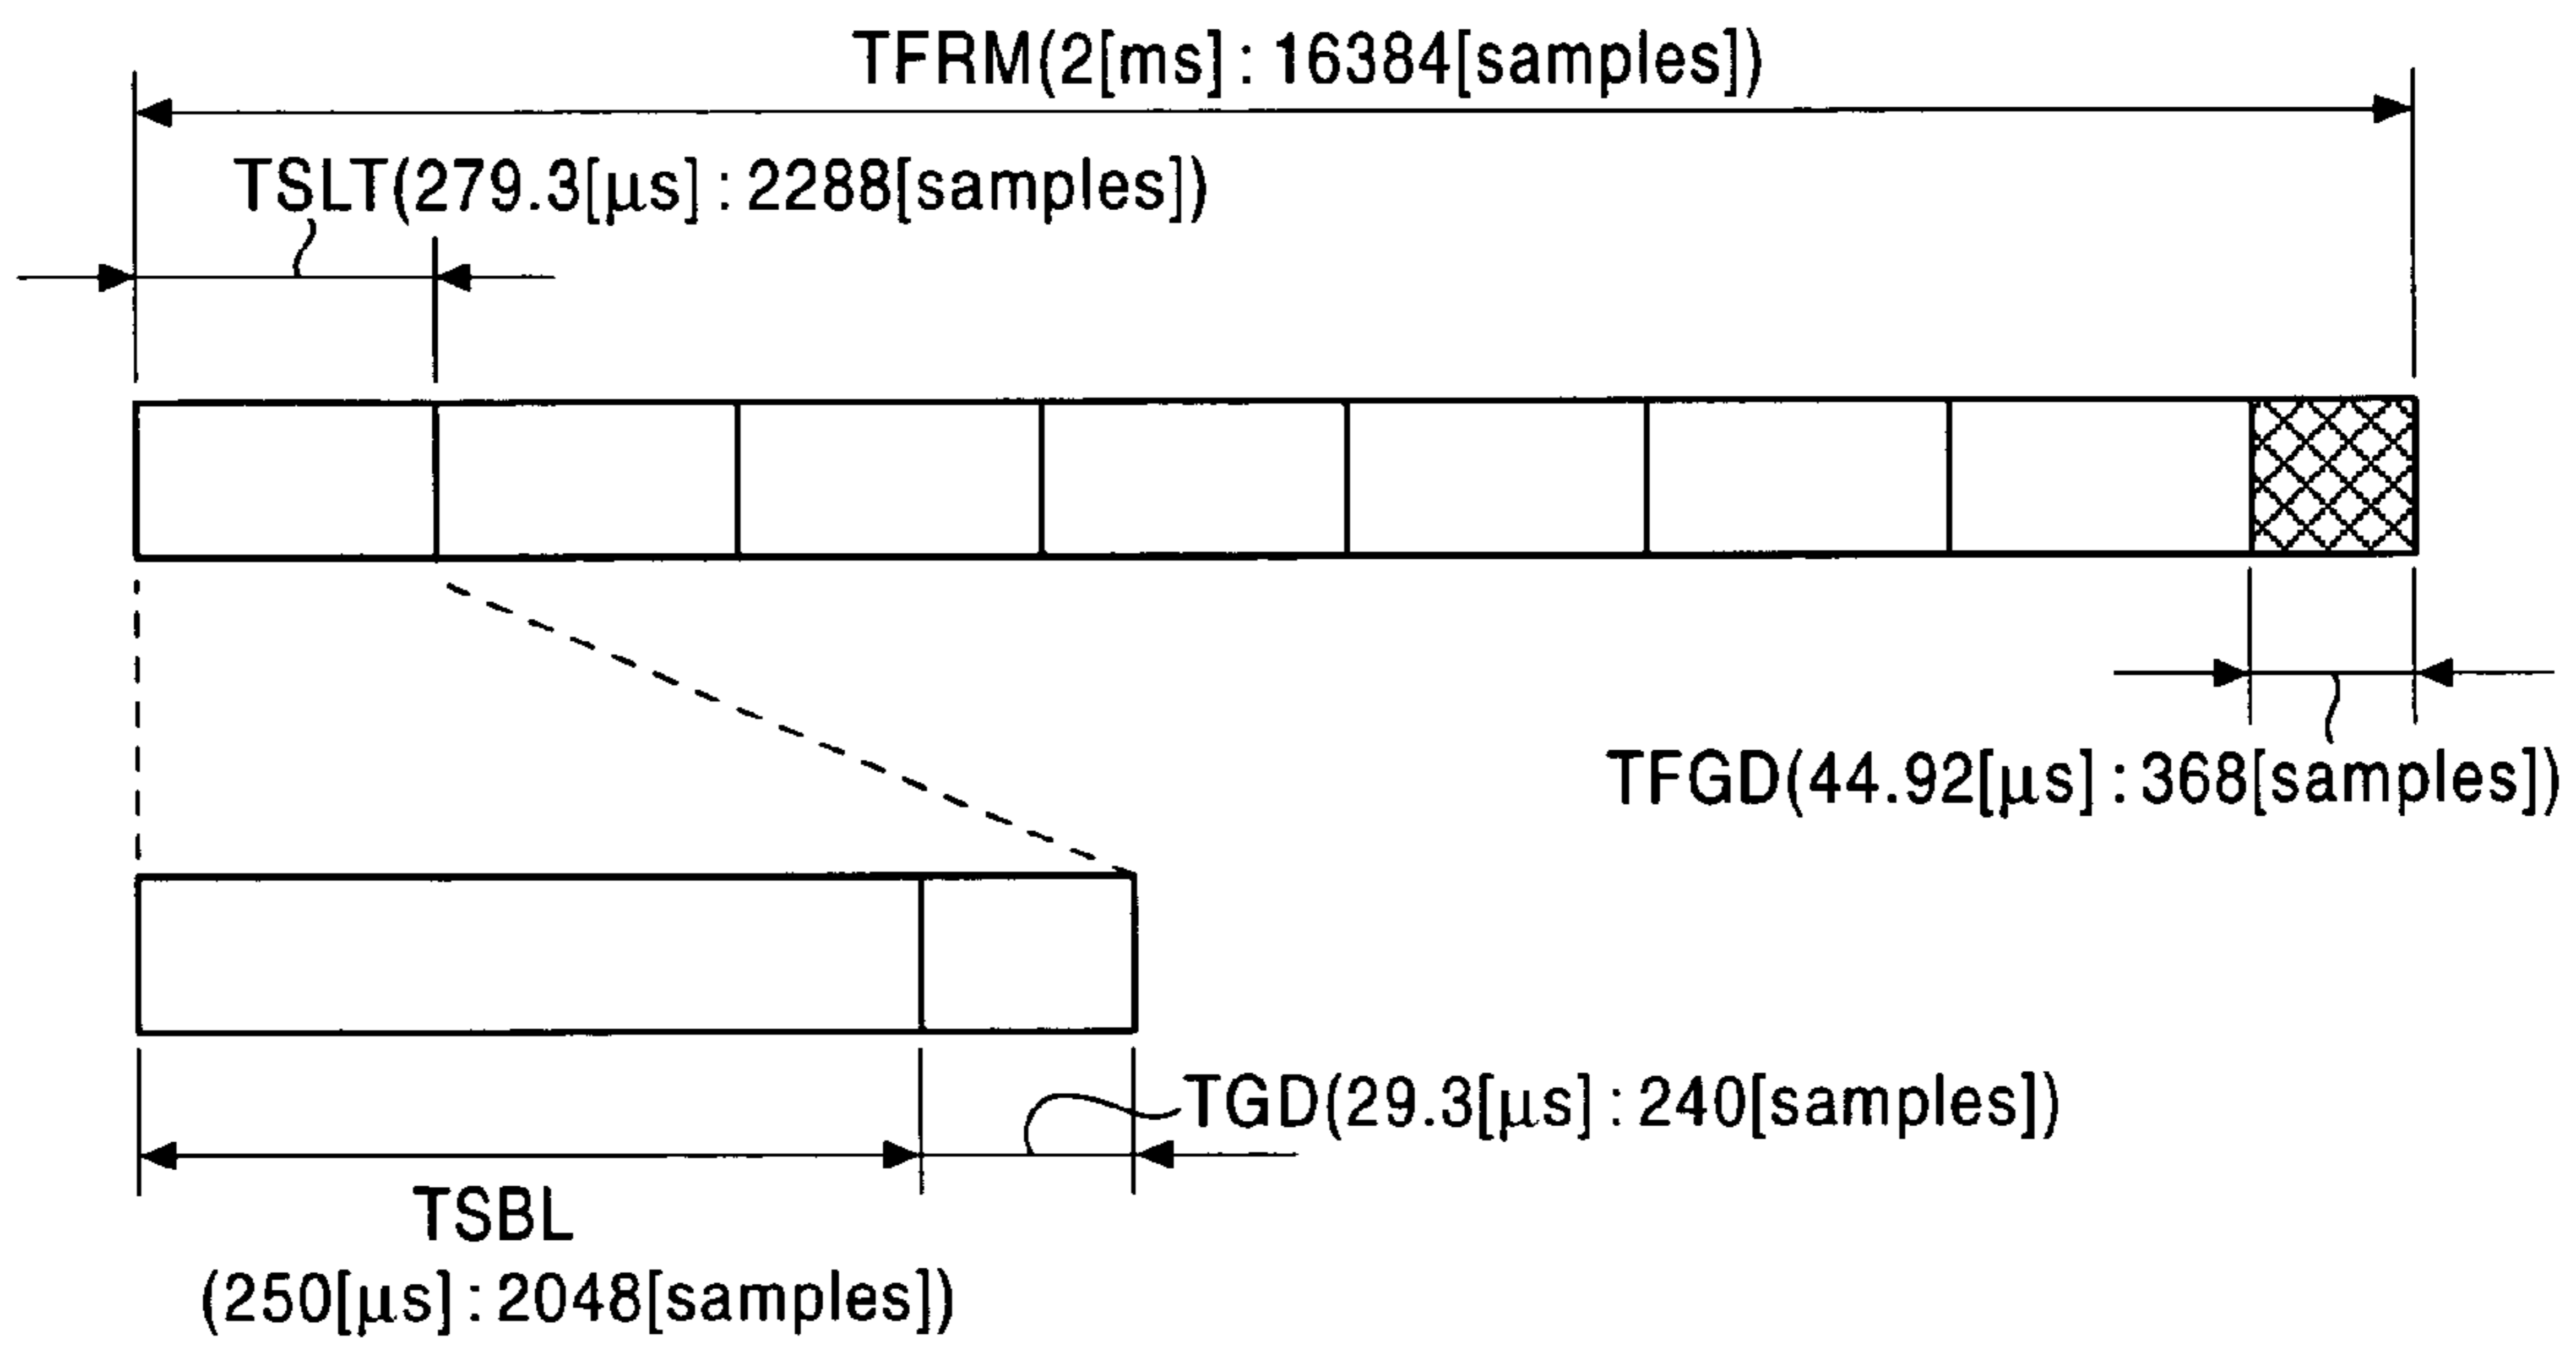 TFRM(2[ms]:16384[samples])
TSLT(279.3[μs]:2288[samples])
TFGD(44.92[μs]:368[samples])
TGD(29.3[μs]:240[samples])
TSBL
(250[μs]:2048[samples])